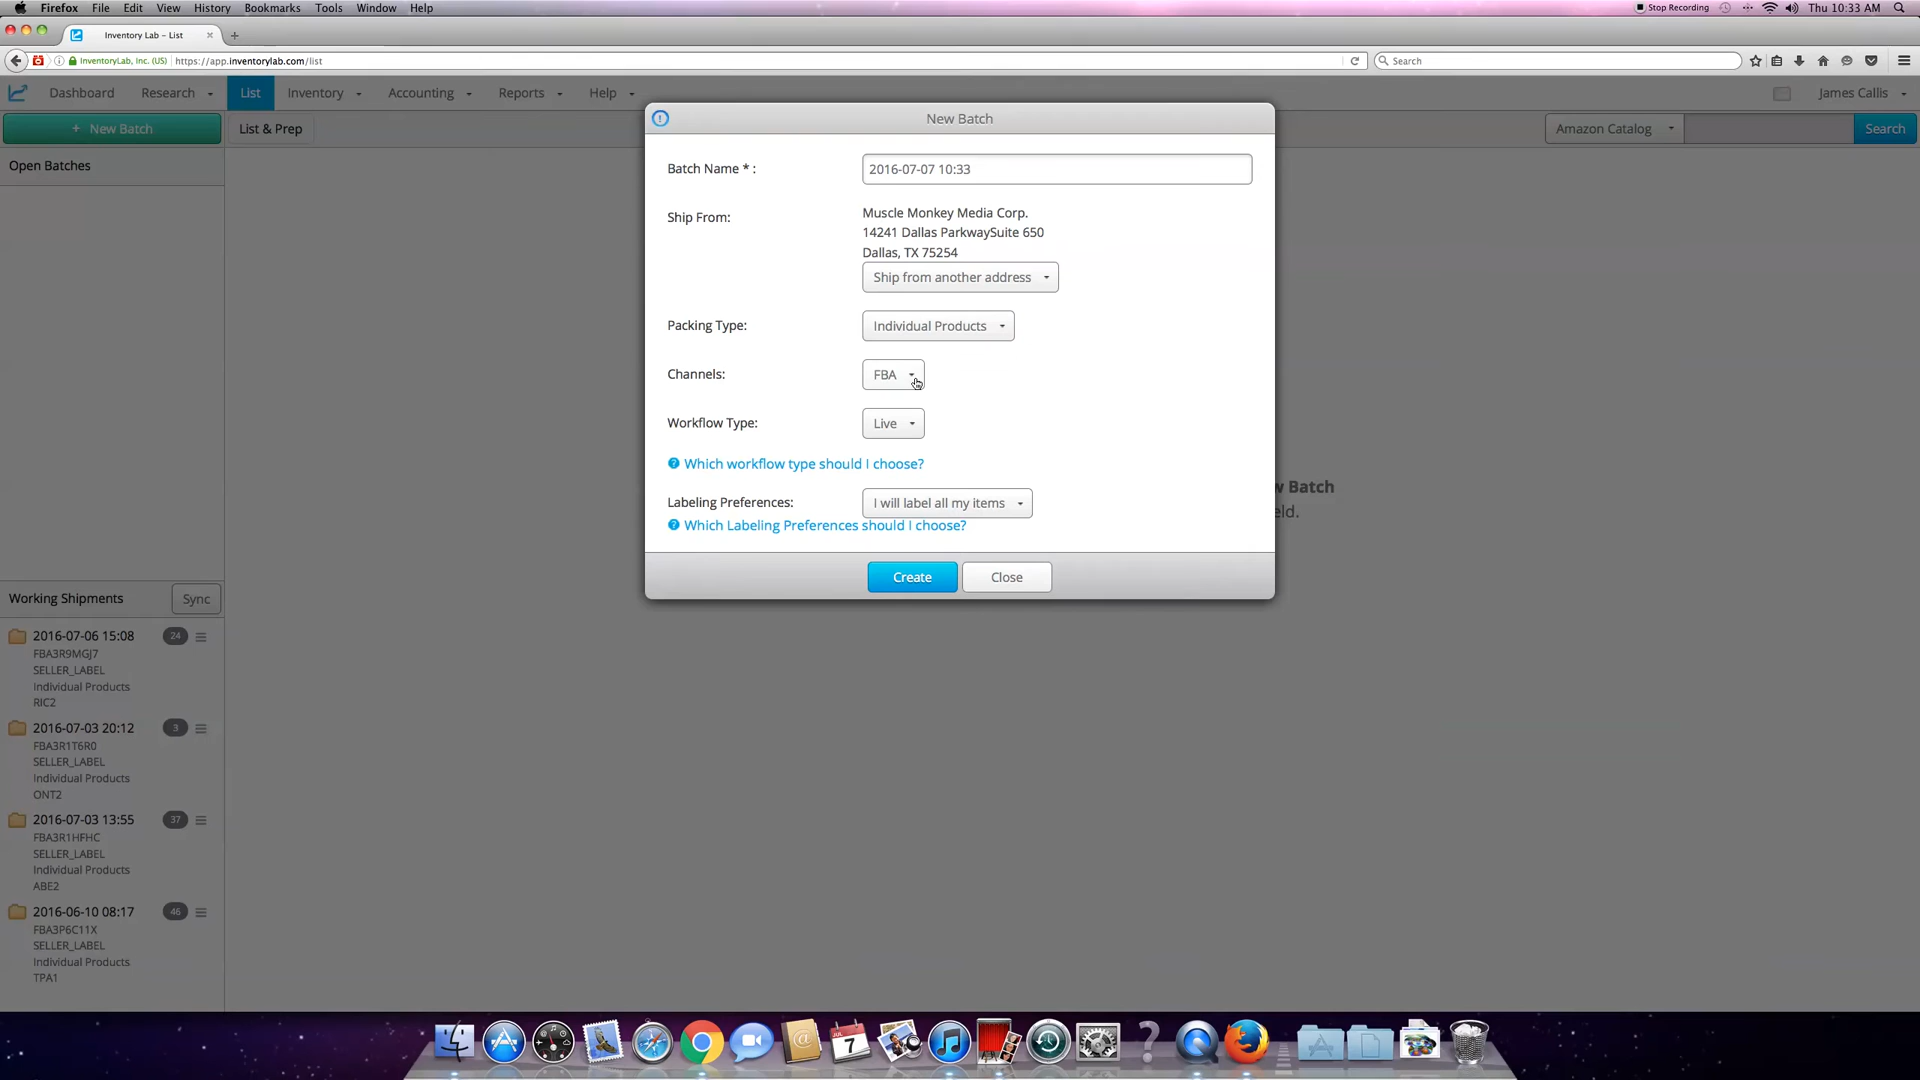 Firefox File Edit View History Bookmarks Tools Window Help Stop Recording Thu 10:33 AM
Inventory Lab - List
InventoryLab, Inc. (US) https://app.inventorylab.com/list Search
Dashboard Research List Inventory Accounting Reports Help James Callis
+ New Batch List & Prep Amazon Catalog Search
Open Batches
New Batch
Batch Name * : 2016-07-07 10:33
Ship From: Muscle Monkey Media Corp.
14241 Dallas ParkwaySuite 650
Dallas, TX 75254
Ship from another address
Packing Type: Individual Products
Channels: FBA
Workflow Type: Live
Which workflow type should I choose?
Labeling Preferences: I will label all my items
Which Labeling Preferences should I choose?
Create Close
w Batch
eld.
Working Shipments Sync
2016-07-06 15:08 24
FBA3R9MGJ7
SELLER_LABEL
Individual Products
RIC2
2016-07-03 20:12 3
FBA3R1T6R0
SELLER_LABEL
Individual Products
ONT2
2016-07-03 13:55 37
FBA3R1HFHC
SELLER_LABEL
Individual Products
ABE2
2016-06-10 08:17 46
FBA3P6C11X
SELLER_LABEL
Individual Products
TPA1
JUL
7